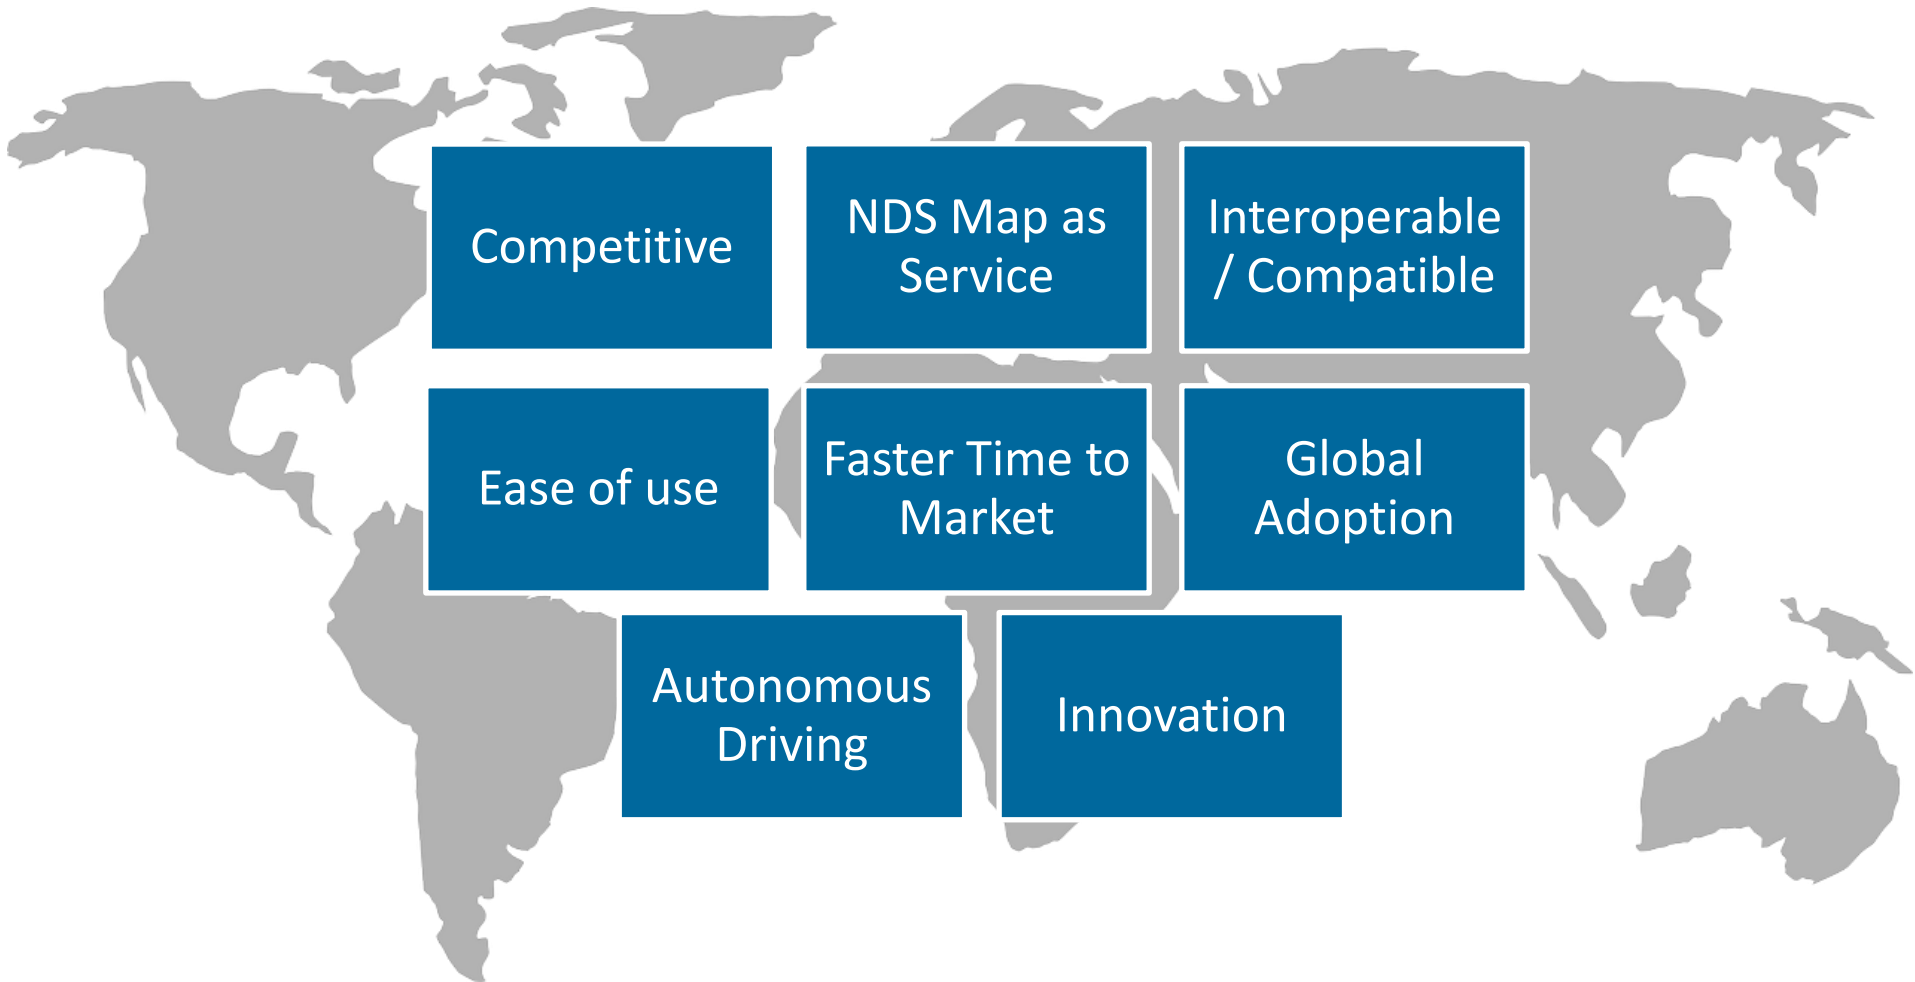 Competitive
NDS Map as
Service
Interoperable
/ Compatible
Ease of use
Faster Time to
Market
Global
Adoption
Autonomous
Driving
Innovation